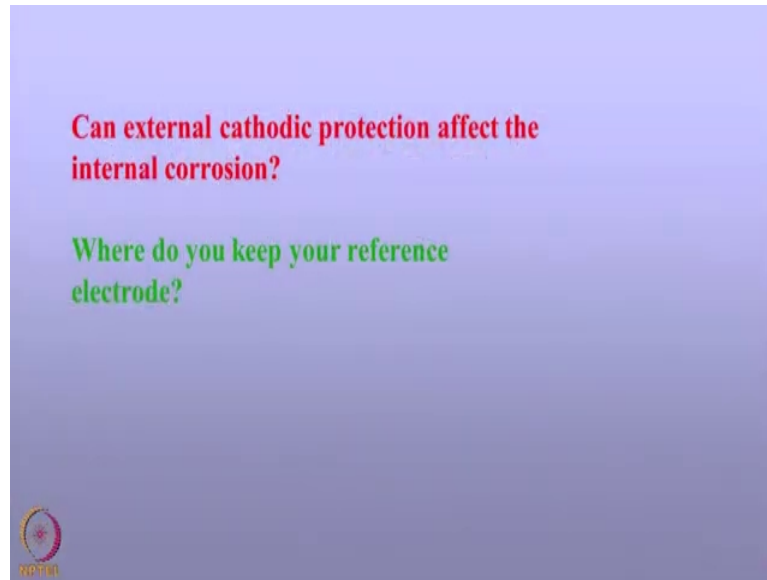 Can external cathodic protection affect the
internal corrosion?
Where do you keep your reference
electrode?
NPTEL